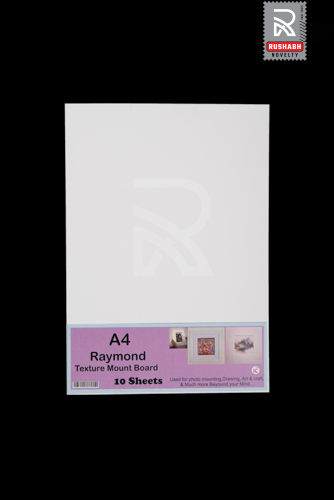 RUSHABH
NOVELTY
A4
Raymond
Texture Mount Board
10 Sheets
Used for photo mounting,Drawing, Art & craft
& Much more Beyound your Mind...